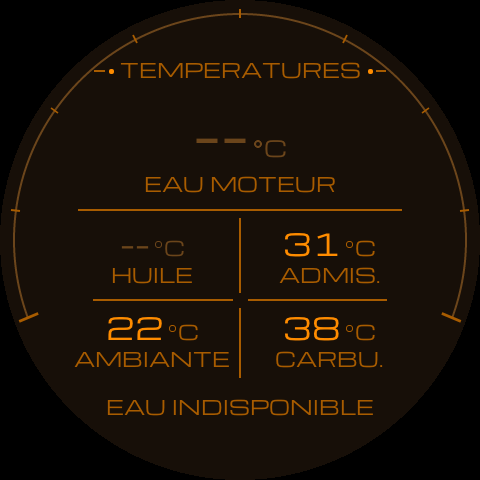 TEMPERATURES
-- °C
EAU MOTEUR
-- °C 31 °C
HUILE ADMIS.
22 °C 38 °C
AMBIANTE CARBU.
EAU INDISPONIBLE